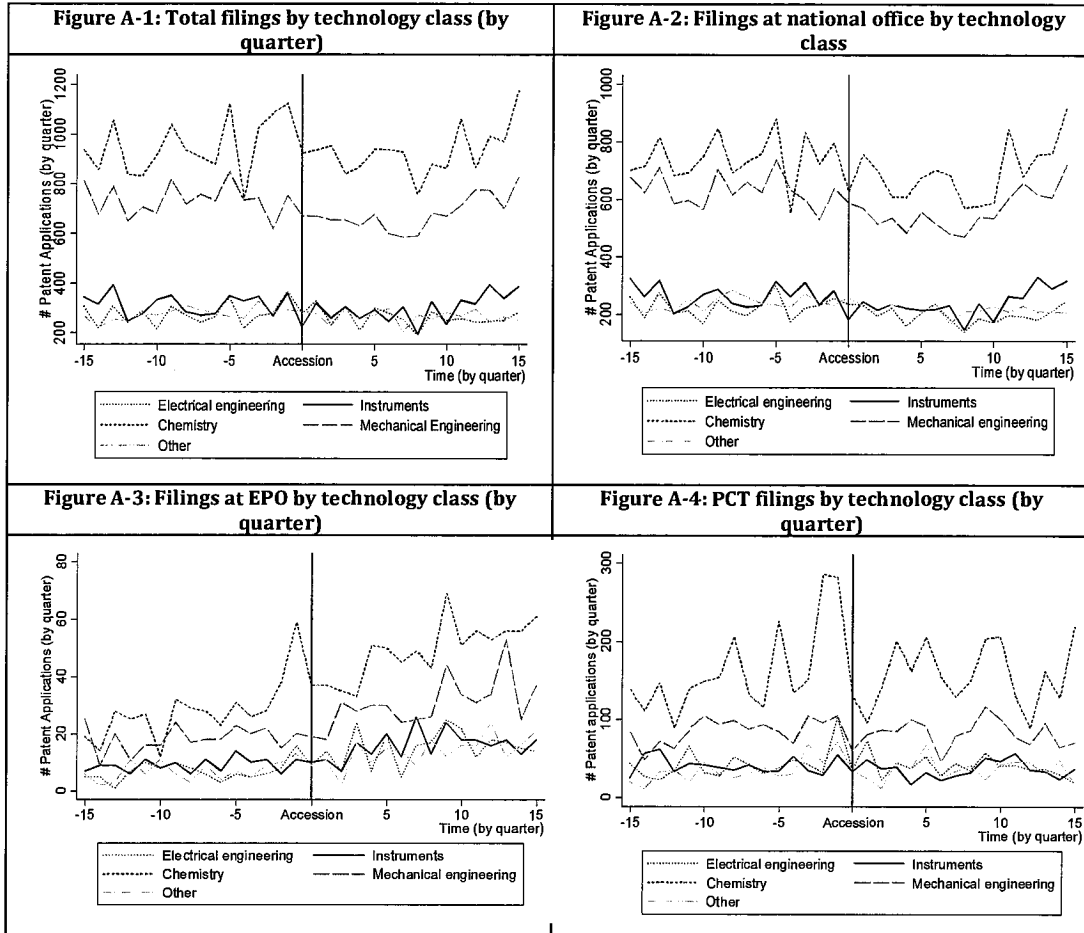 Figure A-1: Total filings by technology class (by
quarter)
# Patent Applications (by quarter)
1200
1000
800
600
400
200
-15
-10
-5
Accession
5
10
15
Time (by quarter)
Electrical engineering
Instruments
Chemistry
Mechanical Engineering
Other
Figure A-2: Filings at national office by technology
class
# Patent Applications (by quarter)
1000
800
600
400
200
-15
-10
-5
Accession
5
10
15
Time (by quarter)
Electrical engineering
Instruments
Chemistry
Mechanical engineering
Other
Figure A-3: Filings at EPO by technology class (by
quarter)
# Patent Applications (by quarter)
80
60
40
20
0
-15
-10
-5
Accession
5
10
15
Time (by quarter)
Electrical engineering
Instruments
Chemistry
Mechanical engineering
Other
Figure A-4: PCT filings by technology class (by
quarter)
# Patent applications (by quarter)
300
200
100
0
-15
-10
-5
Accession
5
10
15
Time (by quarter)
Electrical engineering
Instruments
Chemistry
Mechanical engineering
Other